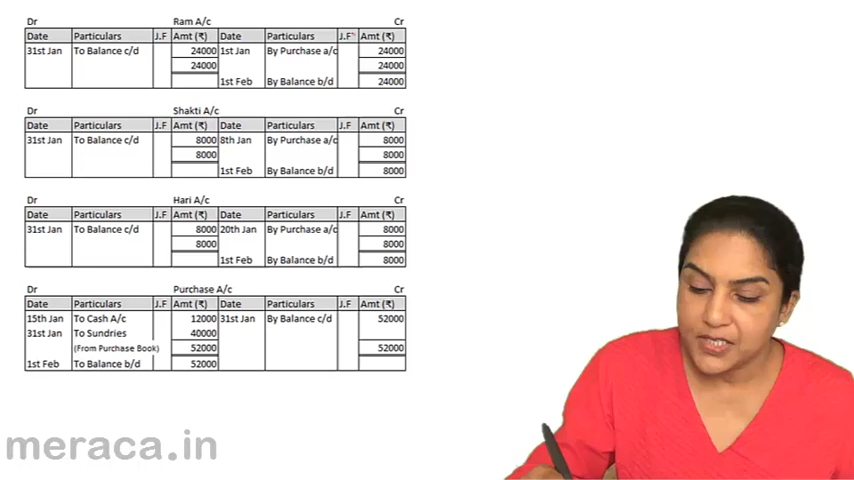 Dr Ram A/c Cr
Date Particulars J.F Amt (₹) Date Particulars J.F Amt (₹)
31st Jan To Balance c/d 24000 1st Jan By Purchase a/c 24000
24000 24000
1st Feb By Balance b/d 24000
Dr Shakti A/c Cr
Date Particulars J.F Amt (₹) Date Particulars J.F Amt (₹)
31st Jan To Balance c/d 8000 8th Jan By Purchase a/c 8000
8000 8000
1st Feb By Balance b/d 8000
Dr Hari A/c Cr
Date Particulars J.F Amt (₹) Date Particulars J.F Amt (₹)
31st Jan To Balance c/d 8000 20th Jan By Purchase a/c 8000
8000 8000
1st Feb By Balance b/d 8000
Dr Purchase A/c Cr
Date Particulars J.F Amt (₹) Date Particulars J.F Amt (₹)
15th Jan To Cash A/c 12000 31st Jan By Balance c/d 52000
31st Jan To Sundries 40000
(From Purchase Book) 52000 52000
1st Feb To Balance b/d 52000
meraca.in